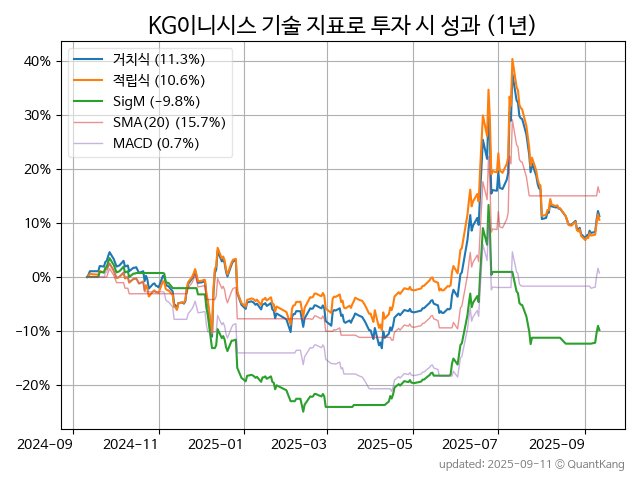 KG이니시스 기술 지표로 투자 시 성과 (1년)
거치식 (11.3%)
적립식 (10.6%)
SigM (−9.8%)
SMA(20) (15.7%)
MACD (0.7%)
40%
30%
20%
10%
0%
−10%
−20%
2024-09 2024-11 2025-01 2025-03 2025-05 2025-07 2025-09
updated: 2025-09-11 © QuantKang